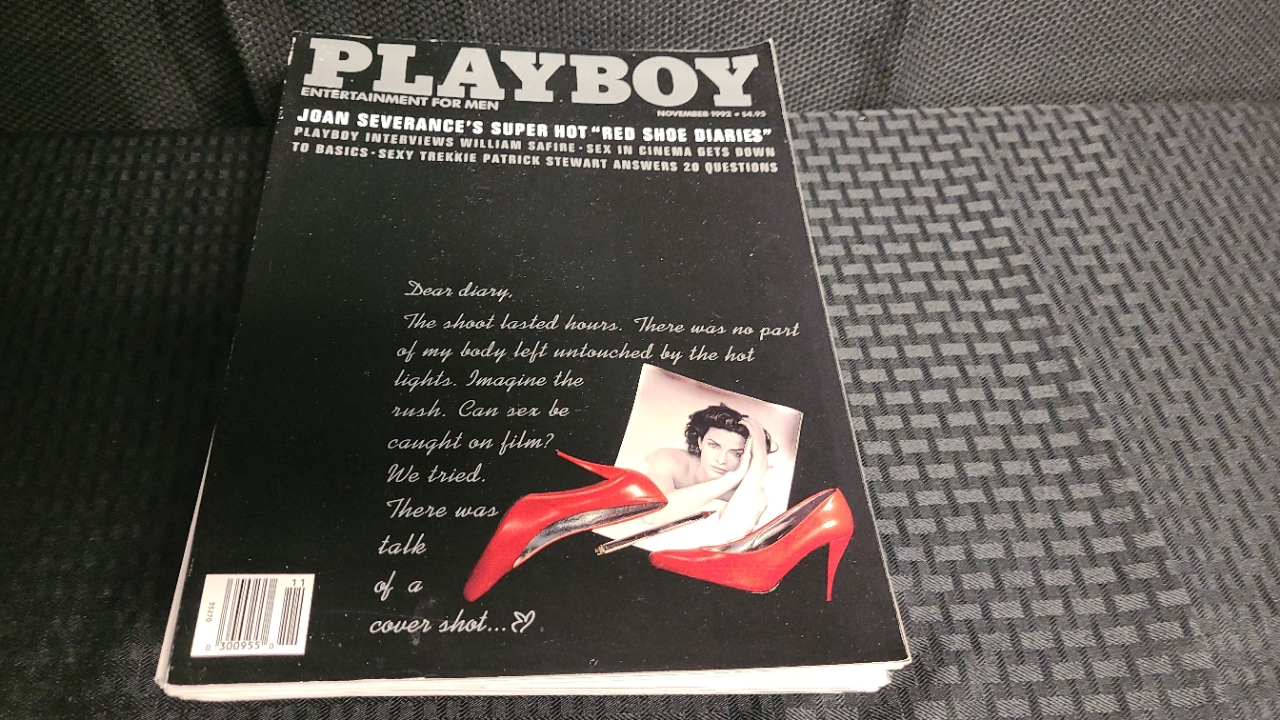 PLAYBOY
ENTERTAINMENT FOR MEN
NOVEMBER 1992 • $4.95
JOAN SEVERANCE'S SUPER HOT "RED SHOE DIARIES"
PLAYBOY INTERVIEWS WILLIAM SAFIRE • SEX IN CINEMA GETS DOWN
TO BASICS • SEXY TREKKIE PATRICK STEWART ANSWERS 20 QUESTIONS
Dear diary,
The shoot lasted hours. There was no part
of my body left untouched by the hot
lights. Imagine the
rush. Can sex be
caught on film?
We tried.
There was
talk
of a
cover shot...
11
35270
0 300955 0